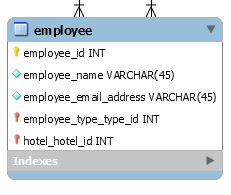 employee
employee_id INT
employee_name VARCHAR(45)
employee_email_address VARCHAR(45)
employee_type_type_id INT
hotel_hotel_id INT
Indexes